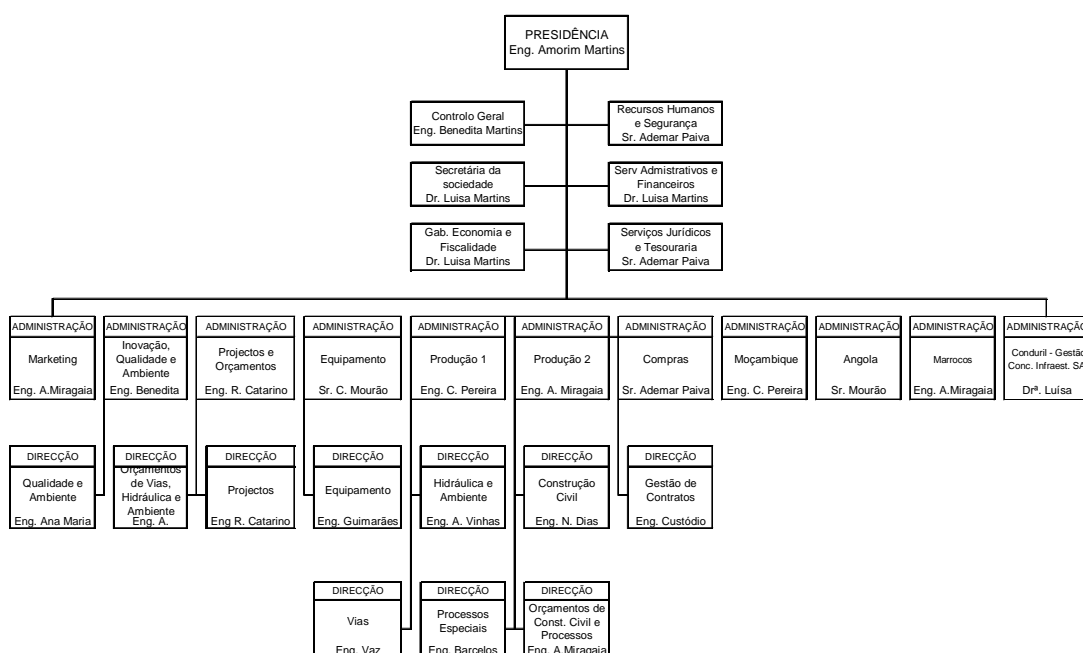 PRESIDÊNCIA
Eng. Amorim Martins
Controlo Geral
Eng. Benedita Martins
Recursos Humanos
e Segurança
Sr. Ademar Paiva
Secretária da
sociedade
Dr. Luisa Martins
Serv Admistrativos e
Financeiros
Dr. Luisa Martins
Gab. Economia e
Fiscalidade
Dr. Luisa Martins
Serviços Jurídicos
e Tesouraria
Sr. Ademar Paiva
ADMINISTRAÇÃO
Marketing
Eng. A.Miragaia
ADMINISTRAÇÃO
Inovação,
Qualidade e
Ambiente
Eng. Benedita
ADMINISTRAÇÃO
Projectos e
Orçamentos
Eng. R. Catarino
ADMINISTRAÇÃO
Equipamento
Sr. C. Mourão
ADMINISTRAÇÃO
Produção 1
Eng. C. Pereira
ADMINISTRAÇÃO
Produção 2
Eng. A. Miragaia
ADMINISTRAÇÃO
Compras
Sr. Ademar Paiva
ADMINISTRAÇÃO
Moçambique
Eng. C. Pereira
ADMINISTRAÇÃO
Angola
Sr. Mourão
ADMINISTRAÇÃO
Marrocos
Eng. A.Miragaia
ADMINISTRAÇÃO
Conduril - Gestão
Conc. Infraest. SA
Drª. Luísa
DIRECÇÃO
Qualidade e
Ambiente
Eng. Ana Maria
DIRECÇÃO
Orçamentos
de Vias,
Hidráulica e
Ambiente
Eng. A.
DIRECÇÃO
Projectos
Eng R. Catarino
DIRECÇÃO
Equipamento
Eng. Guimarães
DIRECÇÃO
Hidráulica e
Ambiente
Eng. A. Vinhas
DIRECÇÃO
Construção
Civil
Eng. N. Dias
DIRECÇÃO
Gestão de
Contratos
Eng. Custódio
DIRECÇÃO
Vias
Eng. Vaz
DIRECÇÃO
Processos
Especiais
Eng. Barcelos
DIRECÇÃO
Orçamentos de
Const. Civil e
Processos
Eng. A.Miragaia